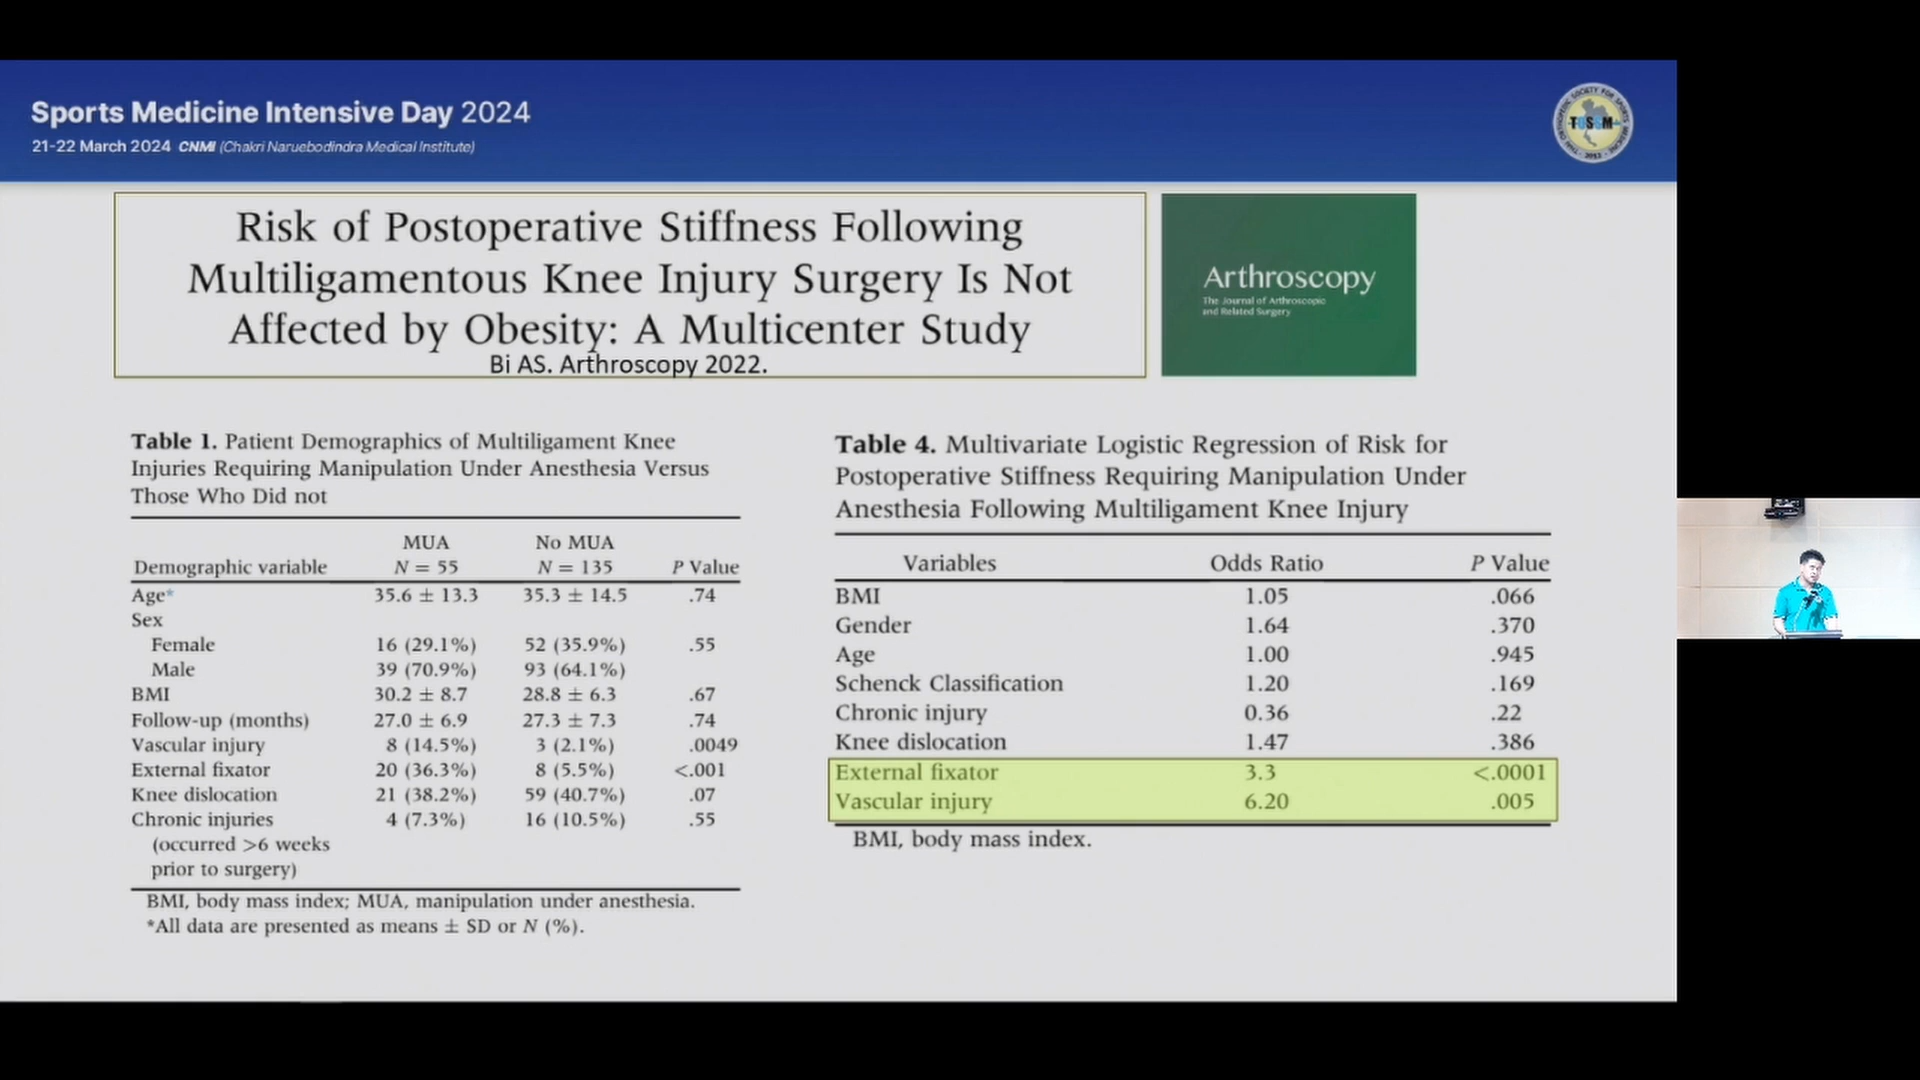 Sports Medicine Intensive Day 2024
21-22 March 2024 CNMI (Chakri Naruebodindra Medical Institute)
THAI ORTHOPEDIC SOCIETY FOR SPORTS MEDICINE
TOSSM
2012
Risk of Postoperative Stiffness Following
Multiligamentous Knee Injury Surgery Is Not
Affected by Obesity: A Multicenter Study
Bi AS. Arthroscopy 2022.
Arthroscopy
The Journal of Arthroscopic
and Related Surgery
Table 1. Patient Demographics of Multiligament Knee
Injuries Requiring Manipulation Under Anesthesia Versus
Those Who Did not
MUA No MUA
Demographic variable N = 55 N = 135 P Value
Age* 35.6 ± 13.3 35.3 ± 14.5 .74
Sex
Female 16 (29.1%) 52 (35.9%) .55
Male 39 (70.9%) 93 (64.1%)
BMI 30.2 ± 8.7 28.8 ± 6.3 .67
Follow-up (months) 27.0 ± 6.9 27.3 ± 7.3 .74
Vascular injury 8 (14.5%) 3 (2.1%) .0049
External fixator 20 (36.3%) 8 (5.5%) <.001
Knee dislocation 21 (38.2%) 59 (40.7%) .07
Chronic injuries 4 (7.3%) 16 (10.5%) .55
(occurred >6 weeks
prior to surgery)
BMI, body mass index; MUA, manipulation under anesthesia.
*All data are presented as means ± SD or N (%).
Table 4. Multivariate Logistic Regression of Risk for
Postoperative Stiffness Requiring Manipulation Under
Anesthesia Following Multiligament Knee Injury
Variables Odds Ratio P Value
BMI 1.05 .066
Gender 1.64 .370
Age 1.00 .945
Schenck Classification 1.20 .169
Chronic injury 0.36 .22
Knee dislocation 1.47 .386
External fixator 3.3 <.0001
Vascular injury 6.20 .005
BMI, body mass index.